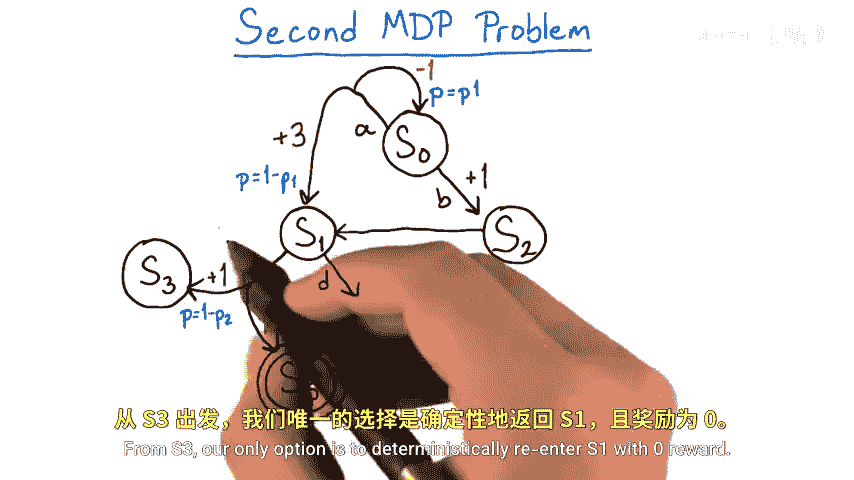 Second MDP Problem
-1
p=p1
a
S0
+3
+1
p=1-p1
b
S1
S2
S3
+1
d
p=1-p2
从 S3 出发，我们唯一的选择是确定性地返回 S1，且奖励为 0。
From S3, our only option is to deterministically re-enter S1 with 0 reward.